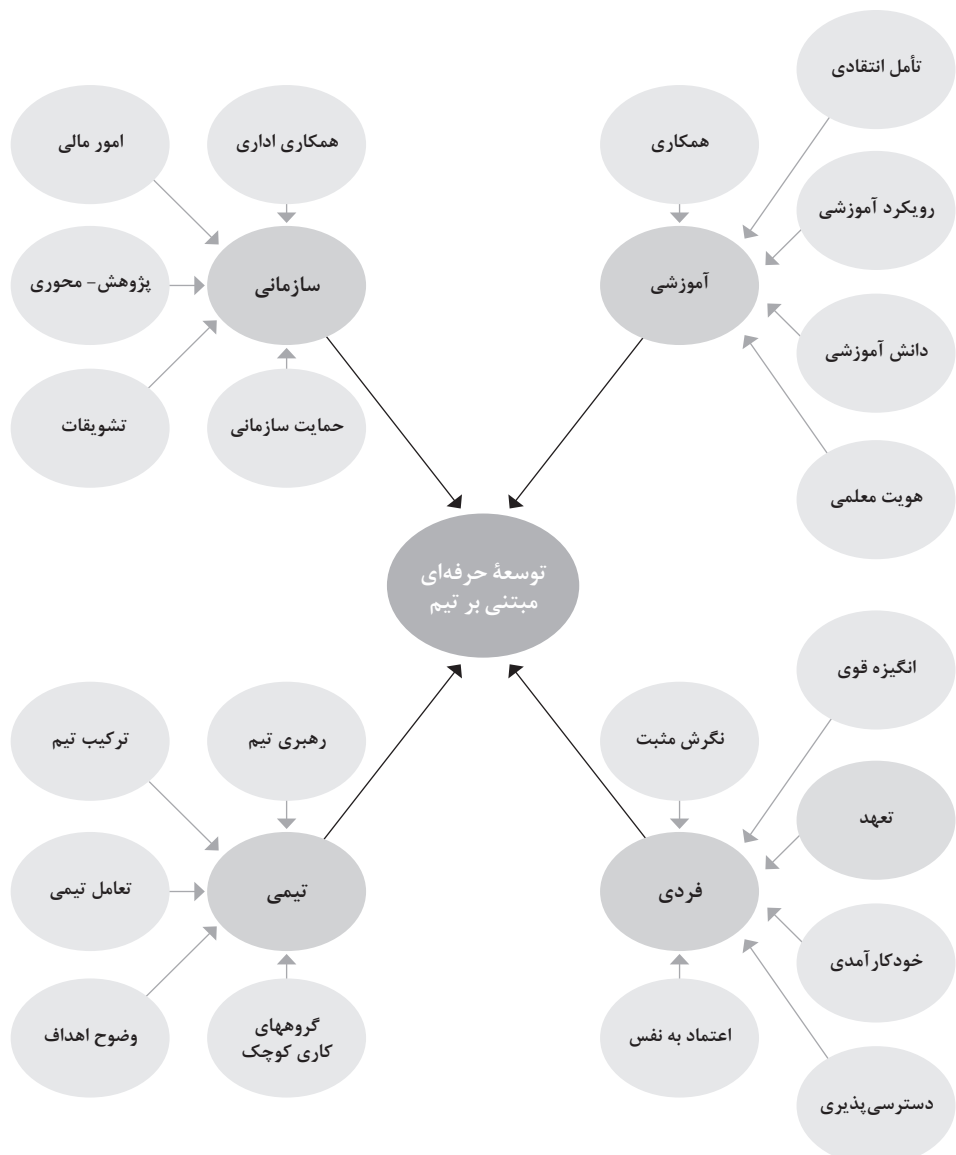 تأمل انتقادی
همکاری
همکاری اداری
امور مالی
رویکرد آموزشی
آموزشی
سازمانی
پژوهش- محوری
دانش آموزشی
هویت معلمی
حمایت سازمانی
تشویقات
توسعۀ حرفه‌ای
مبتنی بر تیم
انگیزه قوی
نگرش مثبت
رهبری تیم
ترکیب تیم
تعهد
فردی
تیمی
تعامل تیمی
خودکارآمدی
اعتماد به نفس
گروههای
کاری کوچک
وضوح اهداف
دسترسی‌پذیری